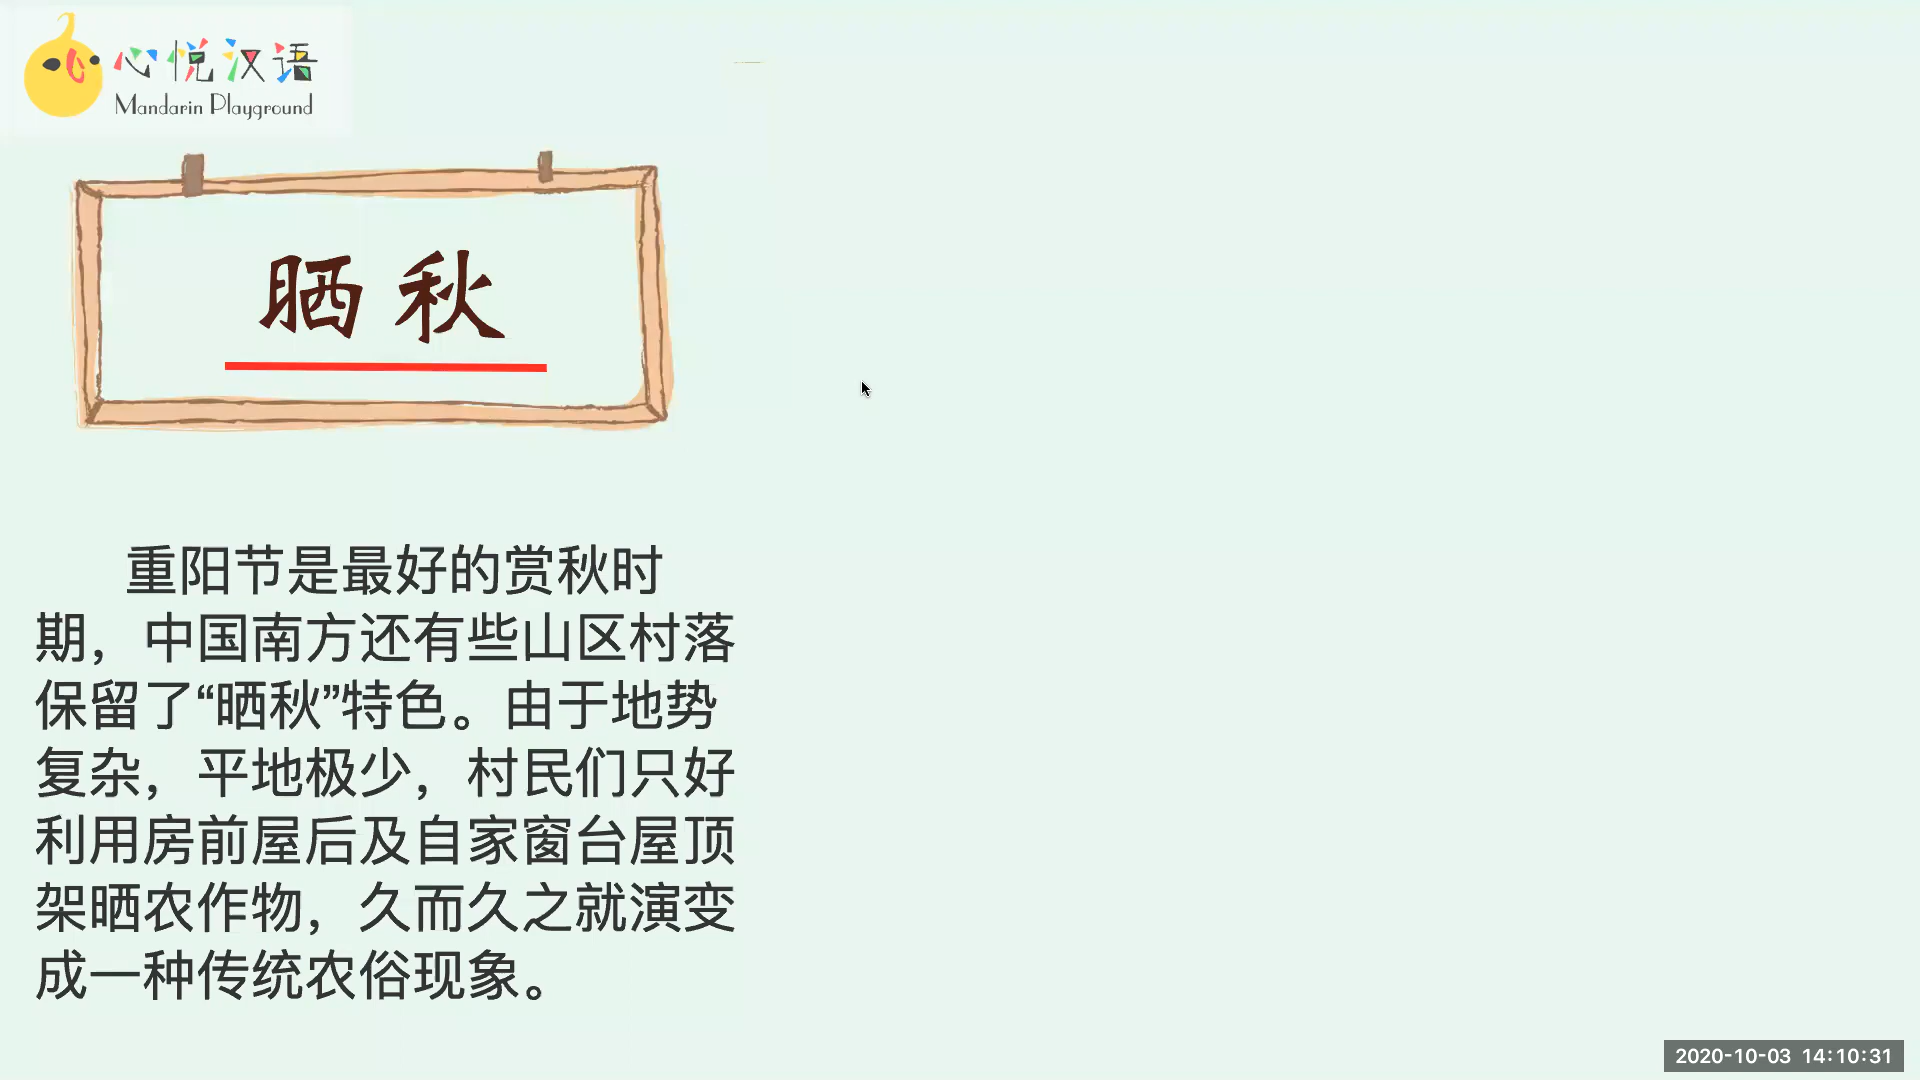 心悦汉语
Mandarin Playground
晒秋
重阳节是最好的赏秋时
期，中国南方还有些山区村落
保留了“晒秋”特色。由于地势
复杂，平地极少，村民们只好
利用房前屋后及自家窗台屋顶
架晒农作物，久而久之就演变
成一种传统农俗现象。
2020-10-03 14:10:31